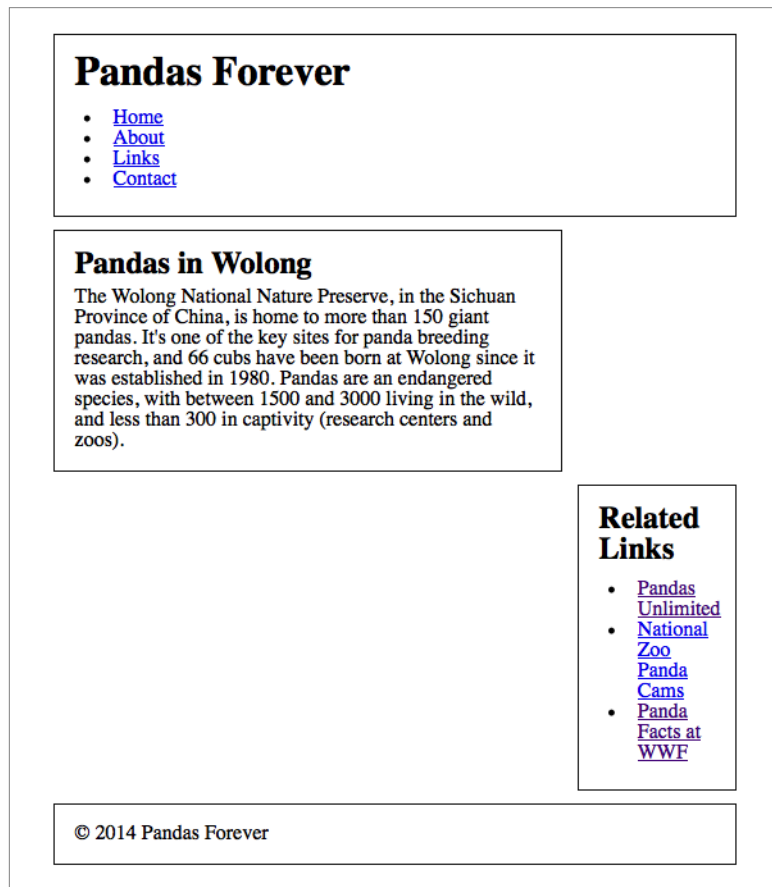 Pandas Forever
Home
About
Links
Contact
Pandas in Wolong
The Wolong National Nature Preserve, in the Sichuan
Province of China, is home to more than 150 giant
pandas. It's one of the key sites for panda breeding
research, and 66 cubs have been born at Wolong since it
was established in 1980. Pandas are an endangered
species, with between 1500 and 3000 living in the wild,
and less than 300 in captivity (research centers and
zoos).
Related
Links
Pandas
Unlimited
National
Zoo
Panda
Cams
Panda
Facts at
WWF
© 2014 Pandas Forever